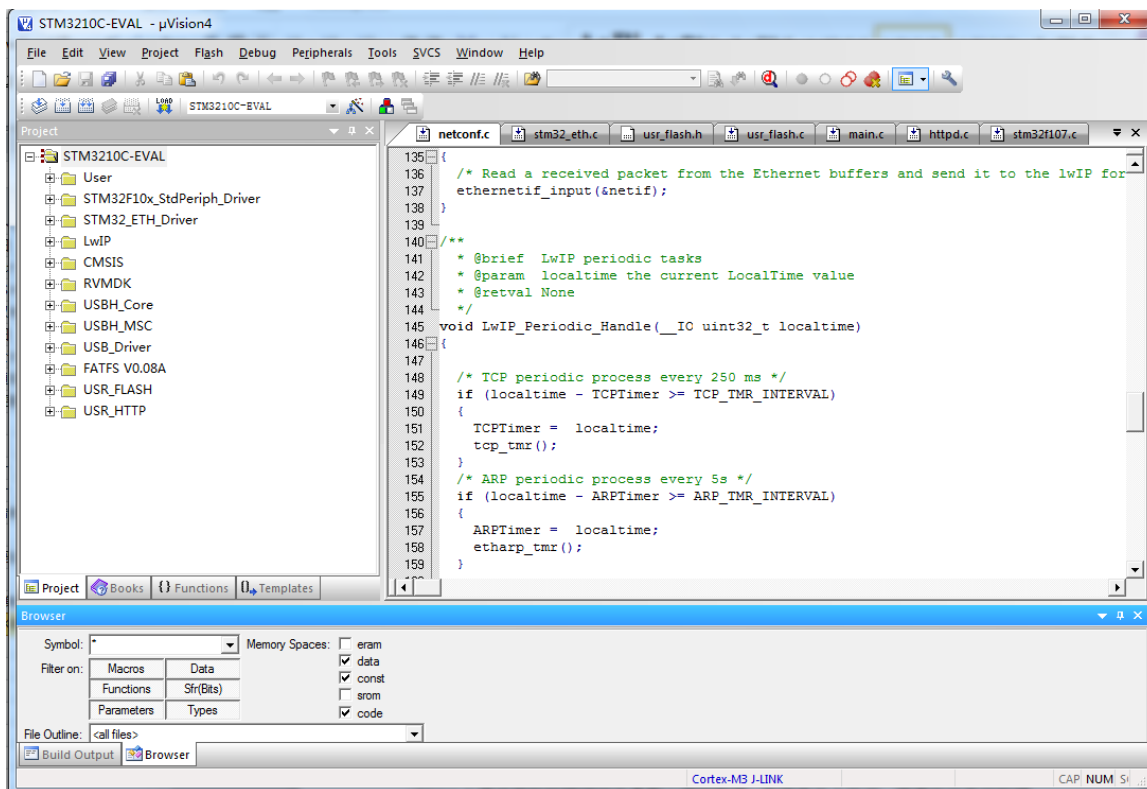 STM3210C-EVAL - µVision4
File Edit View Project Flash Debug Peripherals Tools SVCS Window Help
LOAD STM3210C-EVAL
Project
netconf.c stm32_eth.c usr_flash.h usr_flash.c main.c httpd.c stm32f107.c
STM3210C-EVAL
User
STM32F10x_StdPeriph_Driver
STM32_ETH_Driver
LwIP
CMSIS
RVMDK
USBH_Core
USBH_MSC
USB_Driver
FATFS V0.08A
USR_FLASH
USR_HTTP
135 {
136 /* Read a received packet from the Ethernet buffers and send it to the lwIP for
137 ethernetif_input(&netif);
138 }
139
140 /**
141 * @brief LwIP periodic tasks
142 * @param localtime the current LocalTime value
143 * @retval None
144 */
145 void LwIP_Periodic_Handle(__IO uint32_t localtime)
146 {
147
148 /* TCP periodic process every 250 ms */
149 if (localtime - TCPTimer >= TCP_TMR_INTERVAL)
150 {
151 TCPTimer = localtime;
152 tcp_tmr();
153 }
154 /* ARP periodic process every 5s */
155 if (localtime - ARPTimer >= ARP_TMR_INTERVAL)
156 {
157 ARPTimer = localtime;
158 etharp_tmr();
159 }
Project Books {} Functions 0 Templates
Browser
Symbol: * Memory Spaces: eram
data
Filter on: Macros Data
const
Functions Sfr(Bits)
srom
Parameters Types
code
File Outline: <all files>
Build Output Browser
Cortex-M3 J-LINK CAP NUM